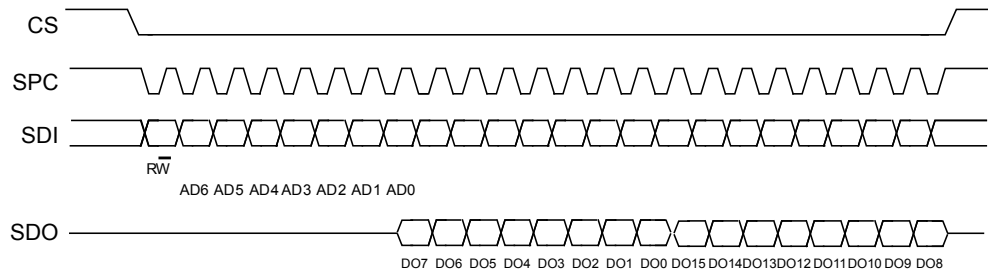 CS
SPC
SDI
RW
AD6 AD5 AD4 AD3 AD2 AD1 AD0
SDO
DO7 DO6 DO5 DO4 DO3 DO2 DO1 DO0 DO15 DO14 DO13 DO12 DO11 DO10 DO9 DO8